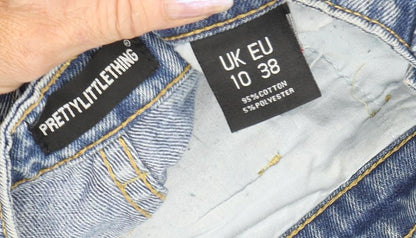 PRETTYLITTLETHING
UK EU
10 38
95% COTTON
5% POLYESTER